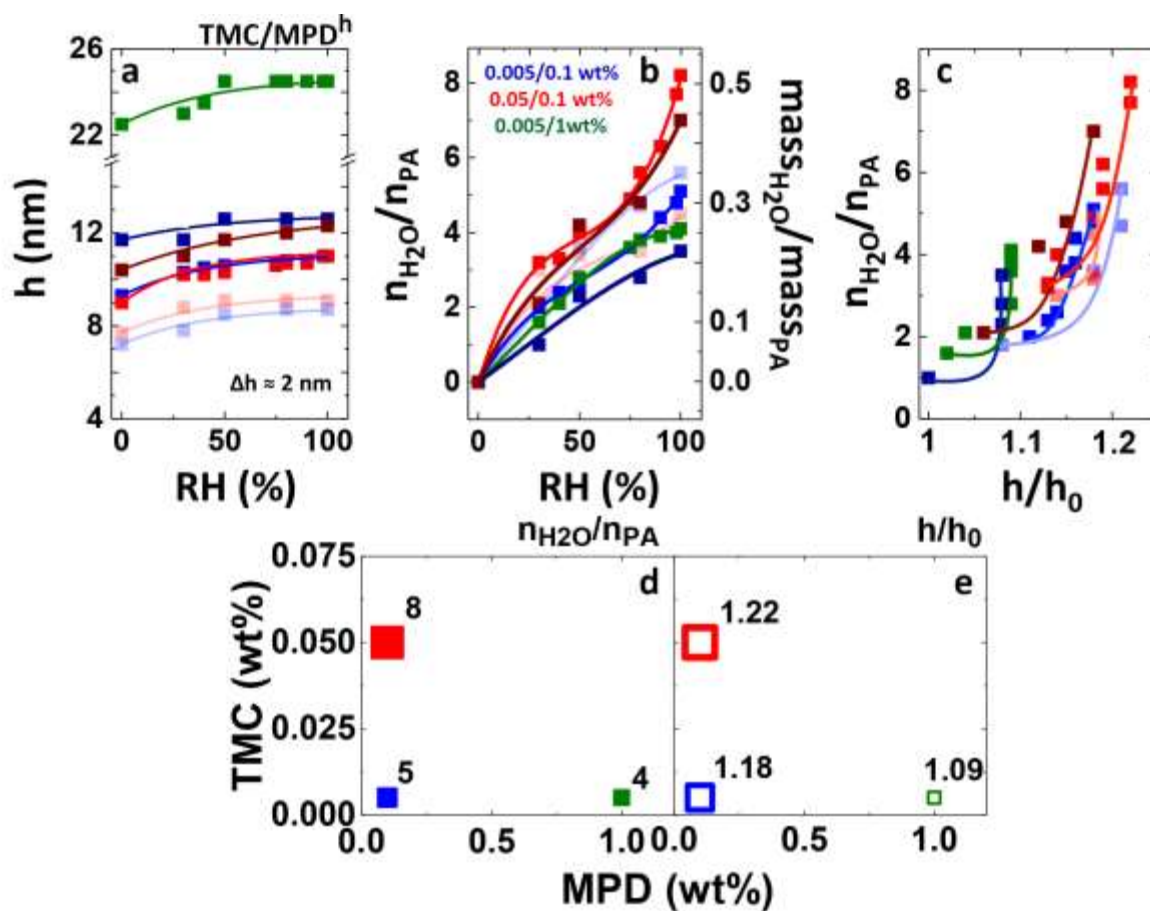 TMC/MPD^h
a
26
24
22
12
8
4
h (nm)
Δh ≈ 2 nm
0
50
100
RH (%)
b
0.005/0.1 wt%
0.05/0.1 wt%
0.005/1wt%
8
6
4
2
0
n_H₂O/n_PA
0.5
0.3
0.1
0.0
mass_H₂O/mass_PA
0
50
100
RH (%)
c
8
6
4
2
0
n_H₂O/n_PA
1
1.1
1.2
h/h₀
n_H2O/n_PA
d
0.075
0.050
0.025
0.000
TMC (wt%)
8
5
4
0.0
0.5
1.0
h/h₀
e
1.22
1.18
1.09
0.0
0.5
1.0
MPD (wt%)